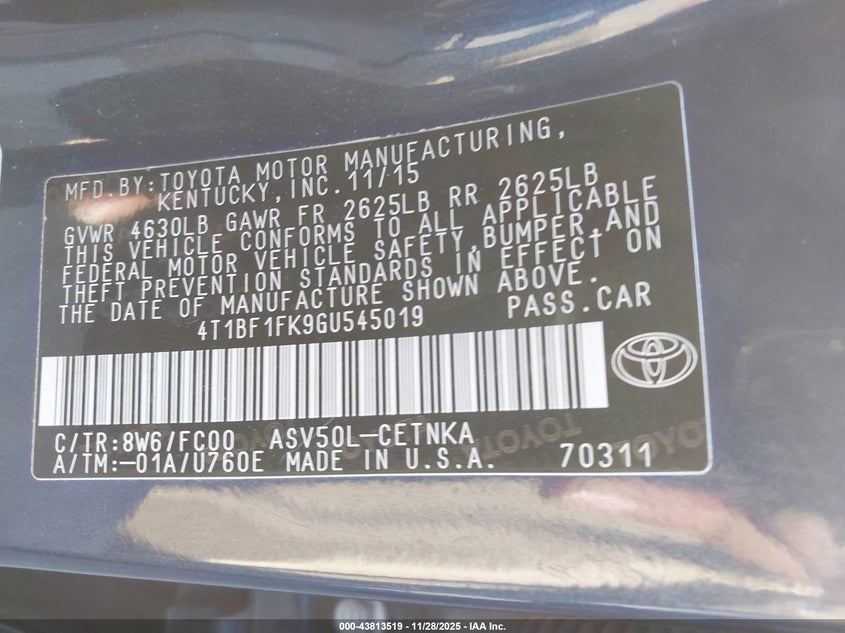 MFD.BY:TOYOTA MOTOR MANUFACTURING,
KENTUCKY,INC.11/15
GVWR 4630LB GAWR FR 2625LB RR 2625LB
THIS VEHICLE CONFORMS TO ALL APPLICABLE
FEDERAL MOTOR VEHICLE SAFETY,BUMPER,AND
THEFT PREVENTION STANDARDS IN EFFECT ON
THE DATE OF MANUFACTURE SHOWN ABOVE.
4T1BF1FK9GU545019 PASS.CAR
C/TR:8W6/FC00 ASV50L-CETNKA
A/TM:-01A/U760E MADE IN U.S.A. 70311
000-43813519 - 11/28/2025 - IAA Inc.